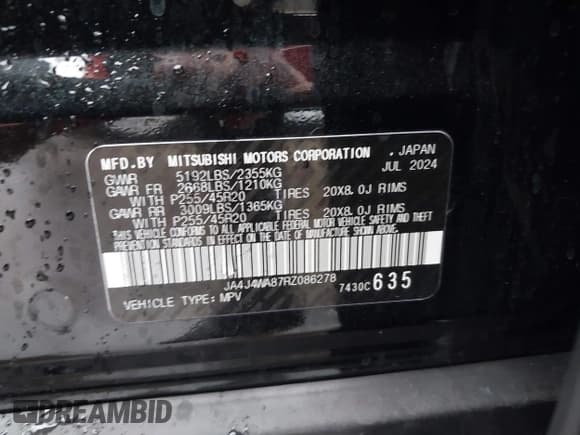 MFD.BY MITSUBISHI MOTORS CORPORATION .JAPAN
GVWR 5192LBS/2355KG JUL 2024
GAWR FR 2668LBS/1210KG
WITH P255/45R20 TIRES 20X8.0J RIMS
GAWR RR 3009LBS/1365KG
WITH P255/45R20 TIRES 20X8.0J RIMS
THIS VEHICLE CONFORMS TO ALL APPLICABLE FEDERAL MOTOR VEHICLE SAFETY AND THEFT
PREVENTION STANDARDS IN EFFECT ON THE DATE OF MANUFACTURE SHOWN ABOVE.
JA4J4WA87RZ086278 7430C 635
VEHICLE TYPE: MPV
DREAMBID